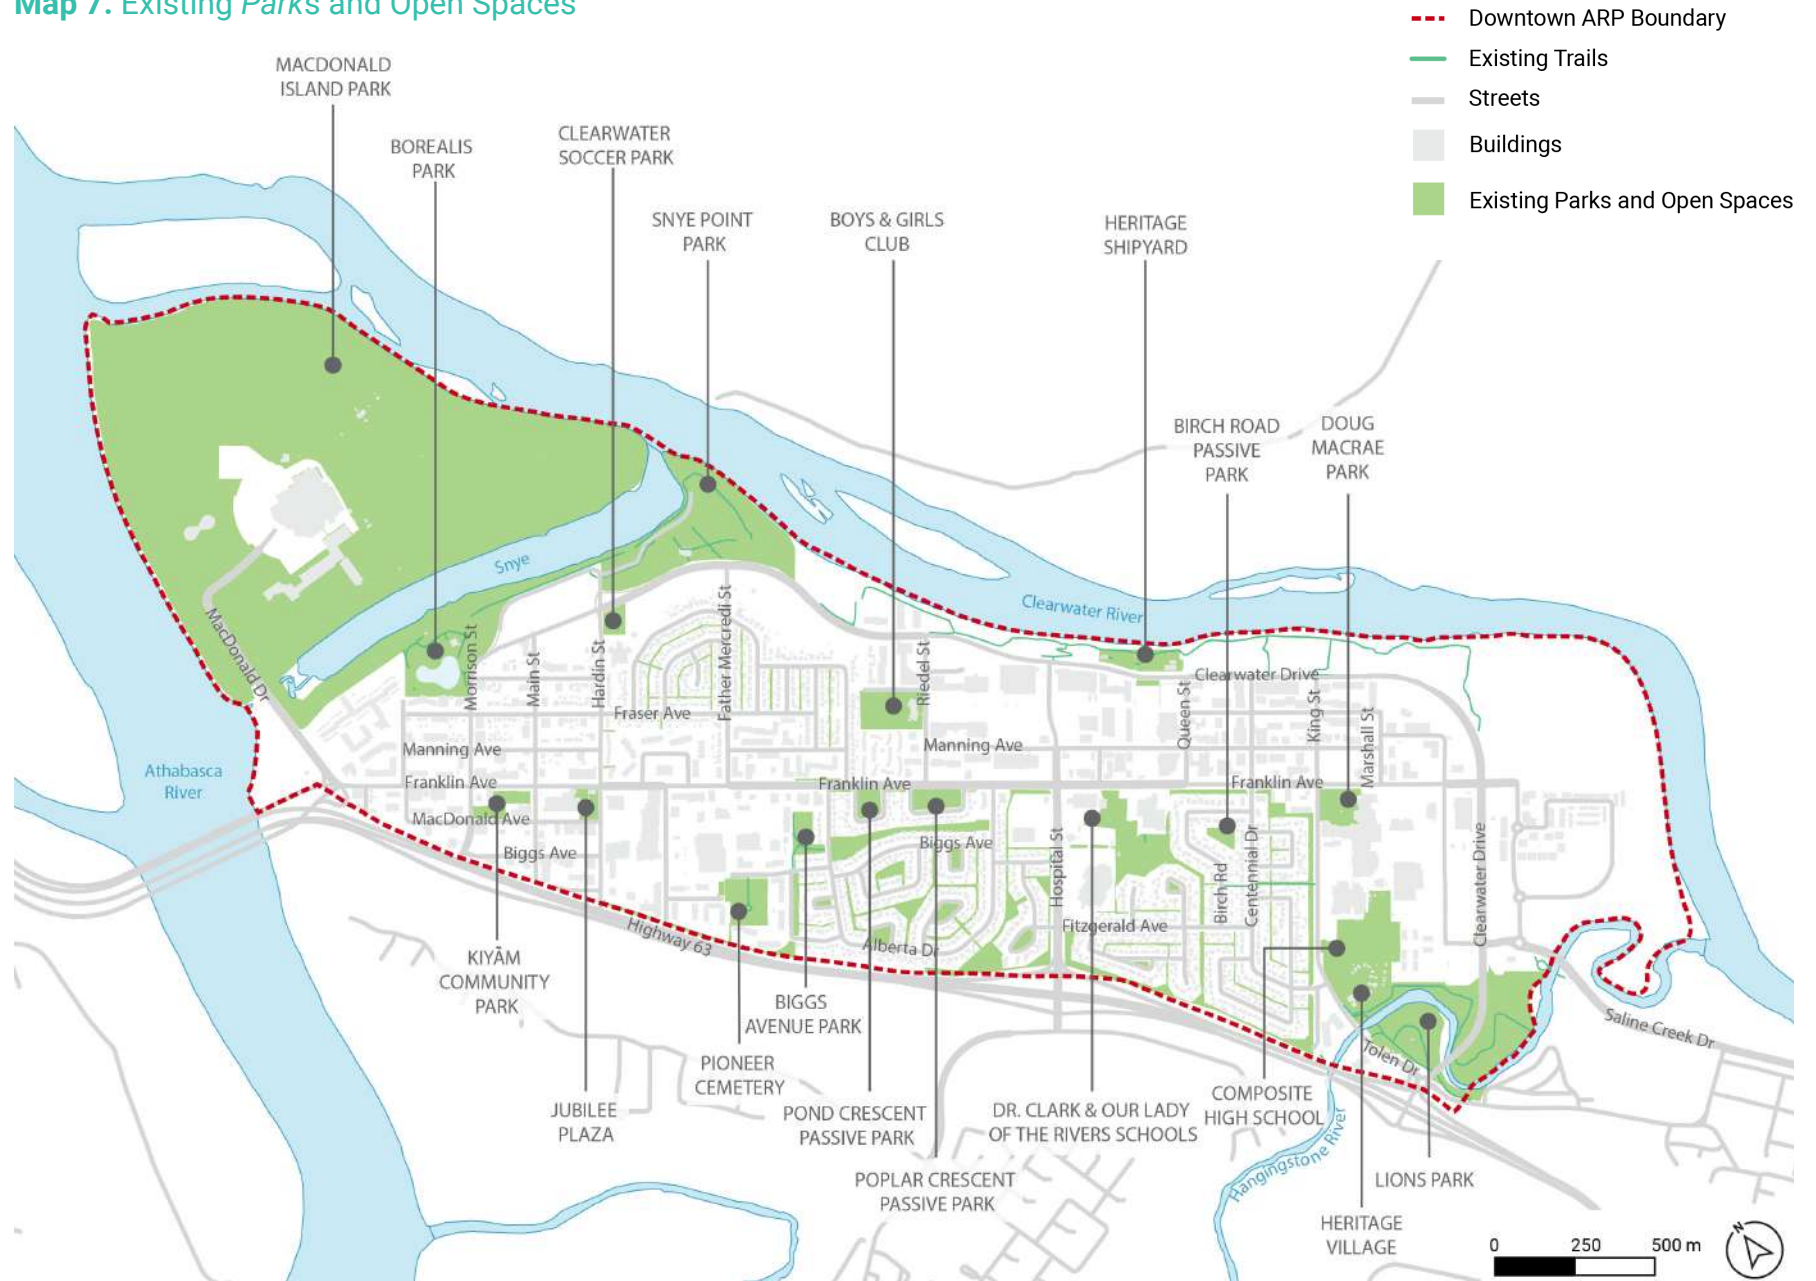 Map 7. Existing Parks and Open Spaces
Downtown ARP Boundary
Existing Trails
Streets
Buildings
Existing Parks and Open Spaces
MACDONALD
ISLAND PARK
BOREALIS
PARK
CLEARWATER
SOCCER PARK
SNYE POINT
PARK
BOYS & GIRLS
CLUB
HERITAGE
SHIPYARD
BIRCH ROAD
PASSIVE
PARK
DOUG
MACRAE
PARK
Snye
Clearwater River
MacDonald Dr
Morrison St
Main St
Hardin St
Father Mercredi St
Riedel St
Clearwater Drive
Queen St
King St
Marshall St
Fraser Ave
Manning Ave
Manning Ave
Athabasca
River
Franklin Ave
Franklin Ave
Franklin Ave
MacDonald Ave
Biggs Ave
Biggs Ave
Hospital St
Birch Rd
Centennial Dr
Clearwater Drive
Fitzgerald Ave
Highway 63
Alberta Dr
Saline Creek Dr
Tolen Dr
Hangingstone River
KIYĀM
COMMUNITY
PARK
BIGGS
AVENUE PARK
PIONEER
CEMETERY
JUBILEE
PLAZA
POND CRESCENT
PASSIVE PARK
DR. CLARK & OUR LADY
OF THE RIVERS SCHOOLS
COMPOSITE
HIGH SCHOOL
POPLAR CRESCENT
PASSIVE PARK
LIONS PARK
HERITAGE
VILLAGE
0 250 500 m
N